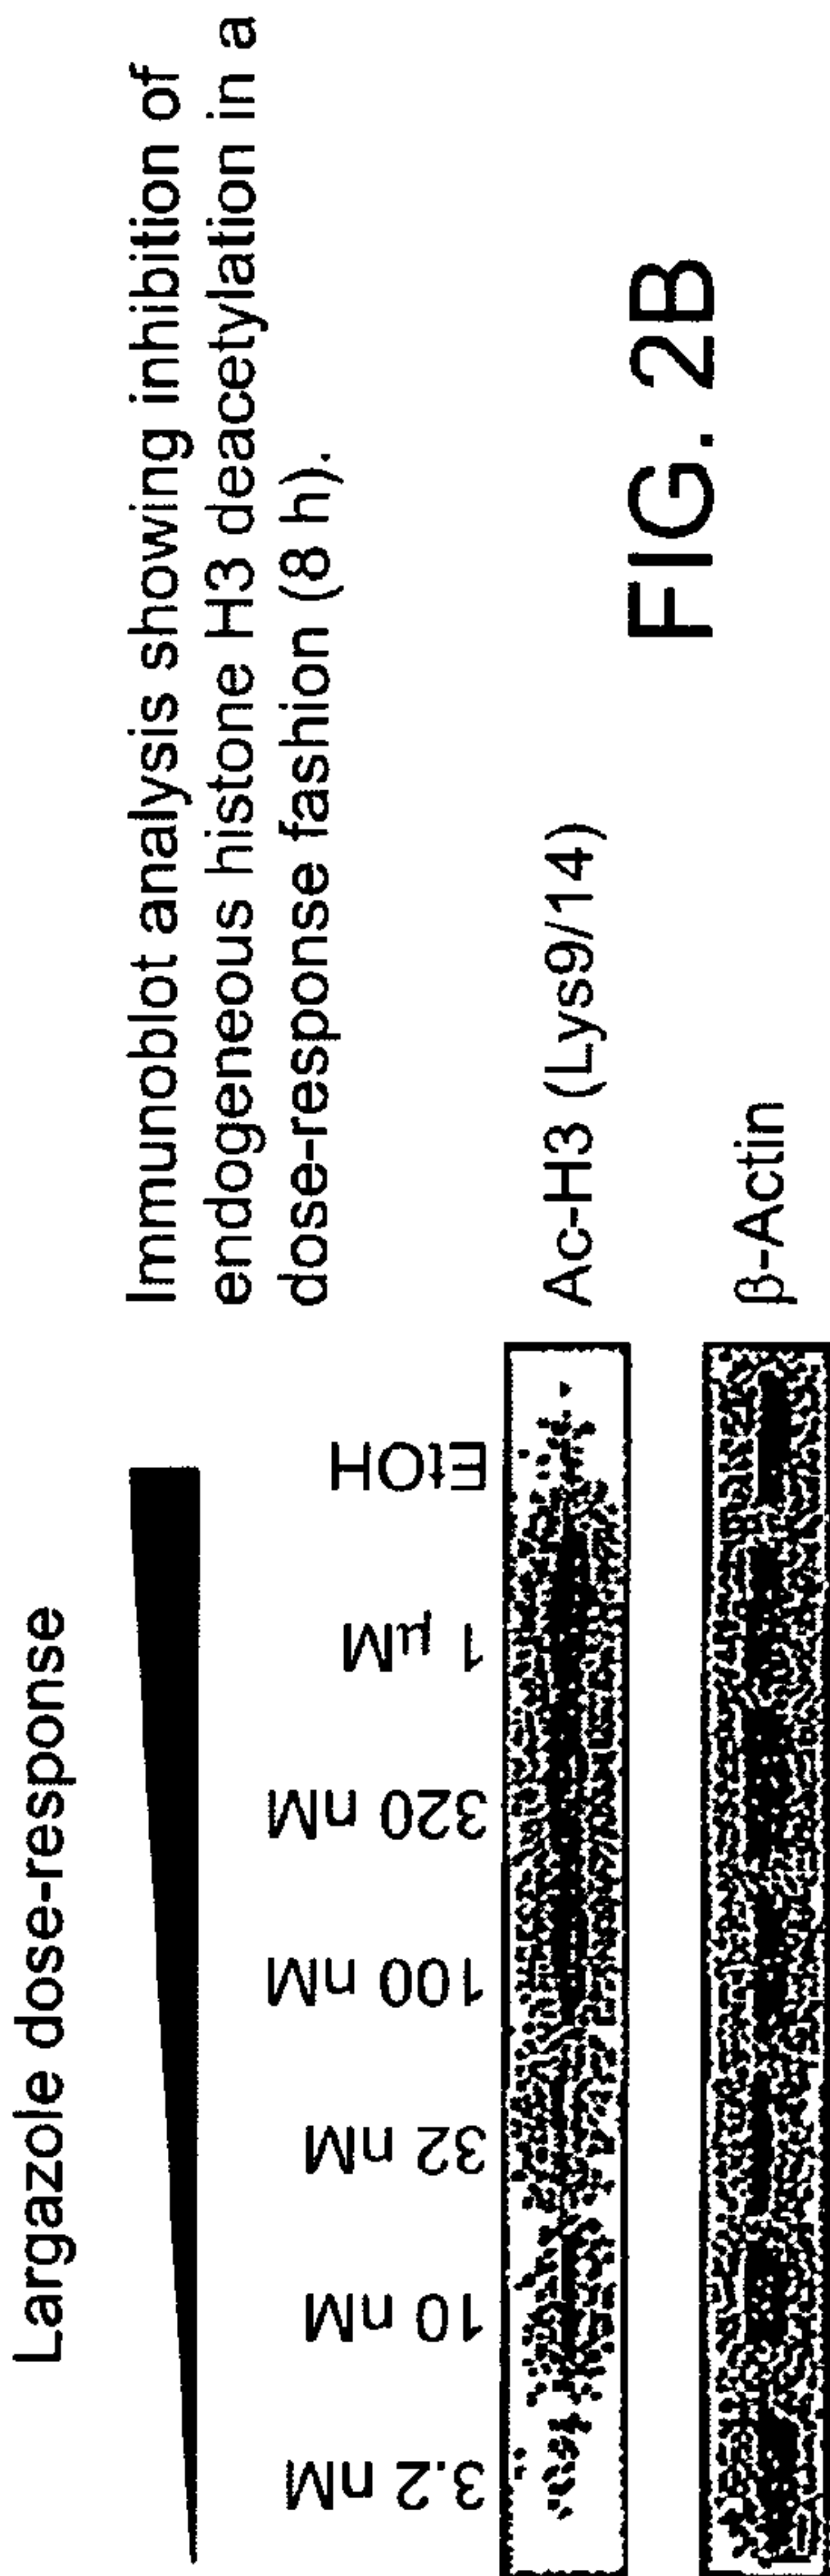 Largazole dose-response
3.2 nM
10 nM
32 nM
100 nM
320 nM
1 µM
EtOH
Immunoblot analysis showing inhibition of
endogeneous histone H3 deacetylation in a
dose-response fashion (8 h).
Ac-H3 (Lys9/14)
β-Actin
FIG. 2B